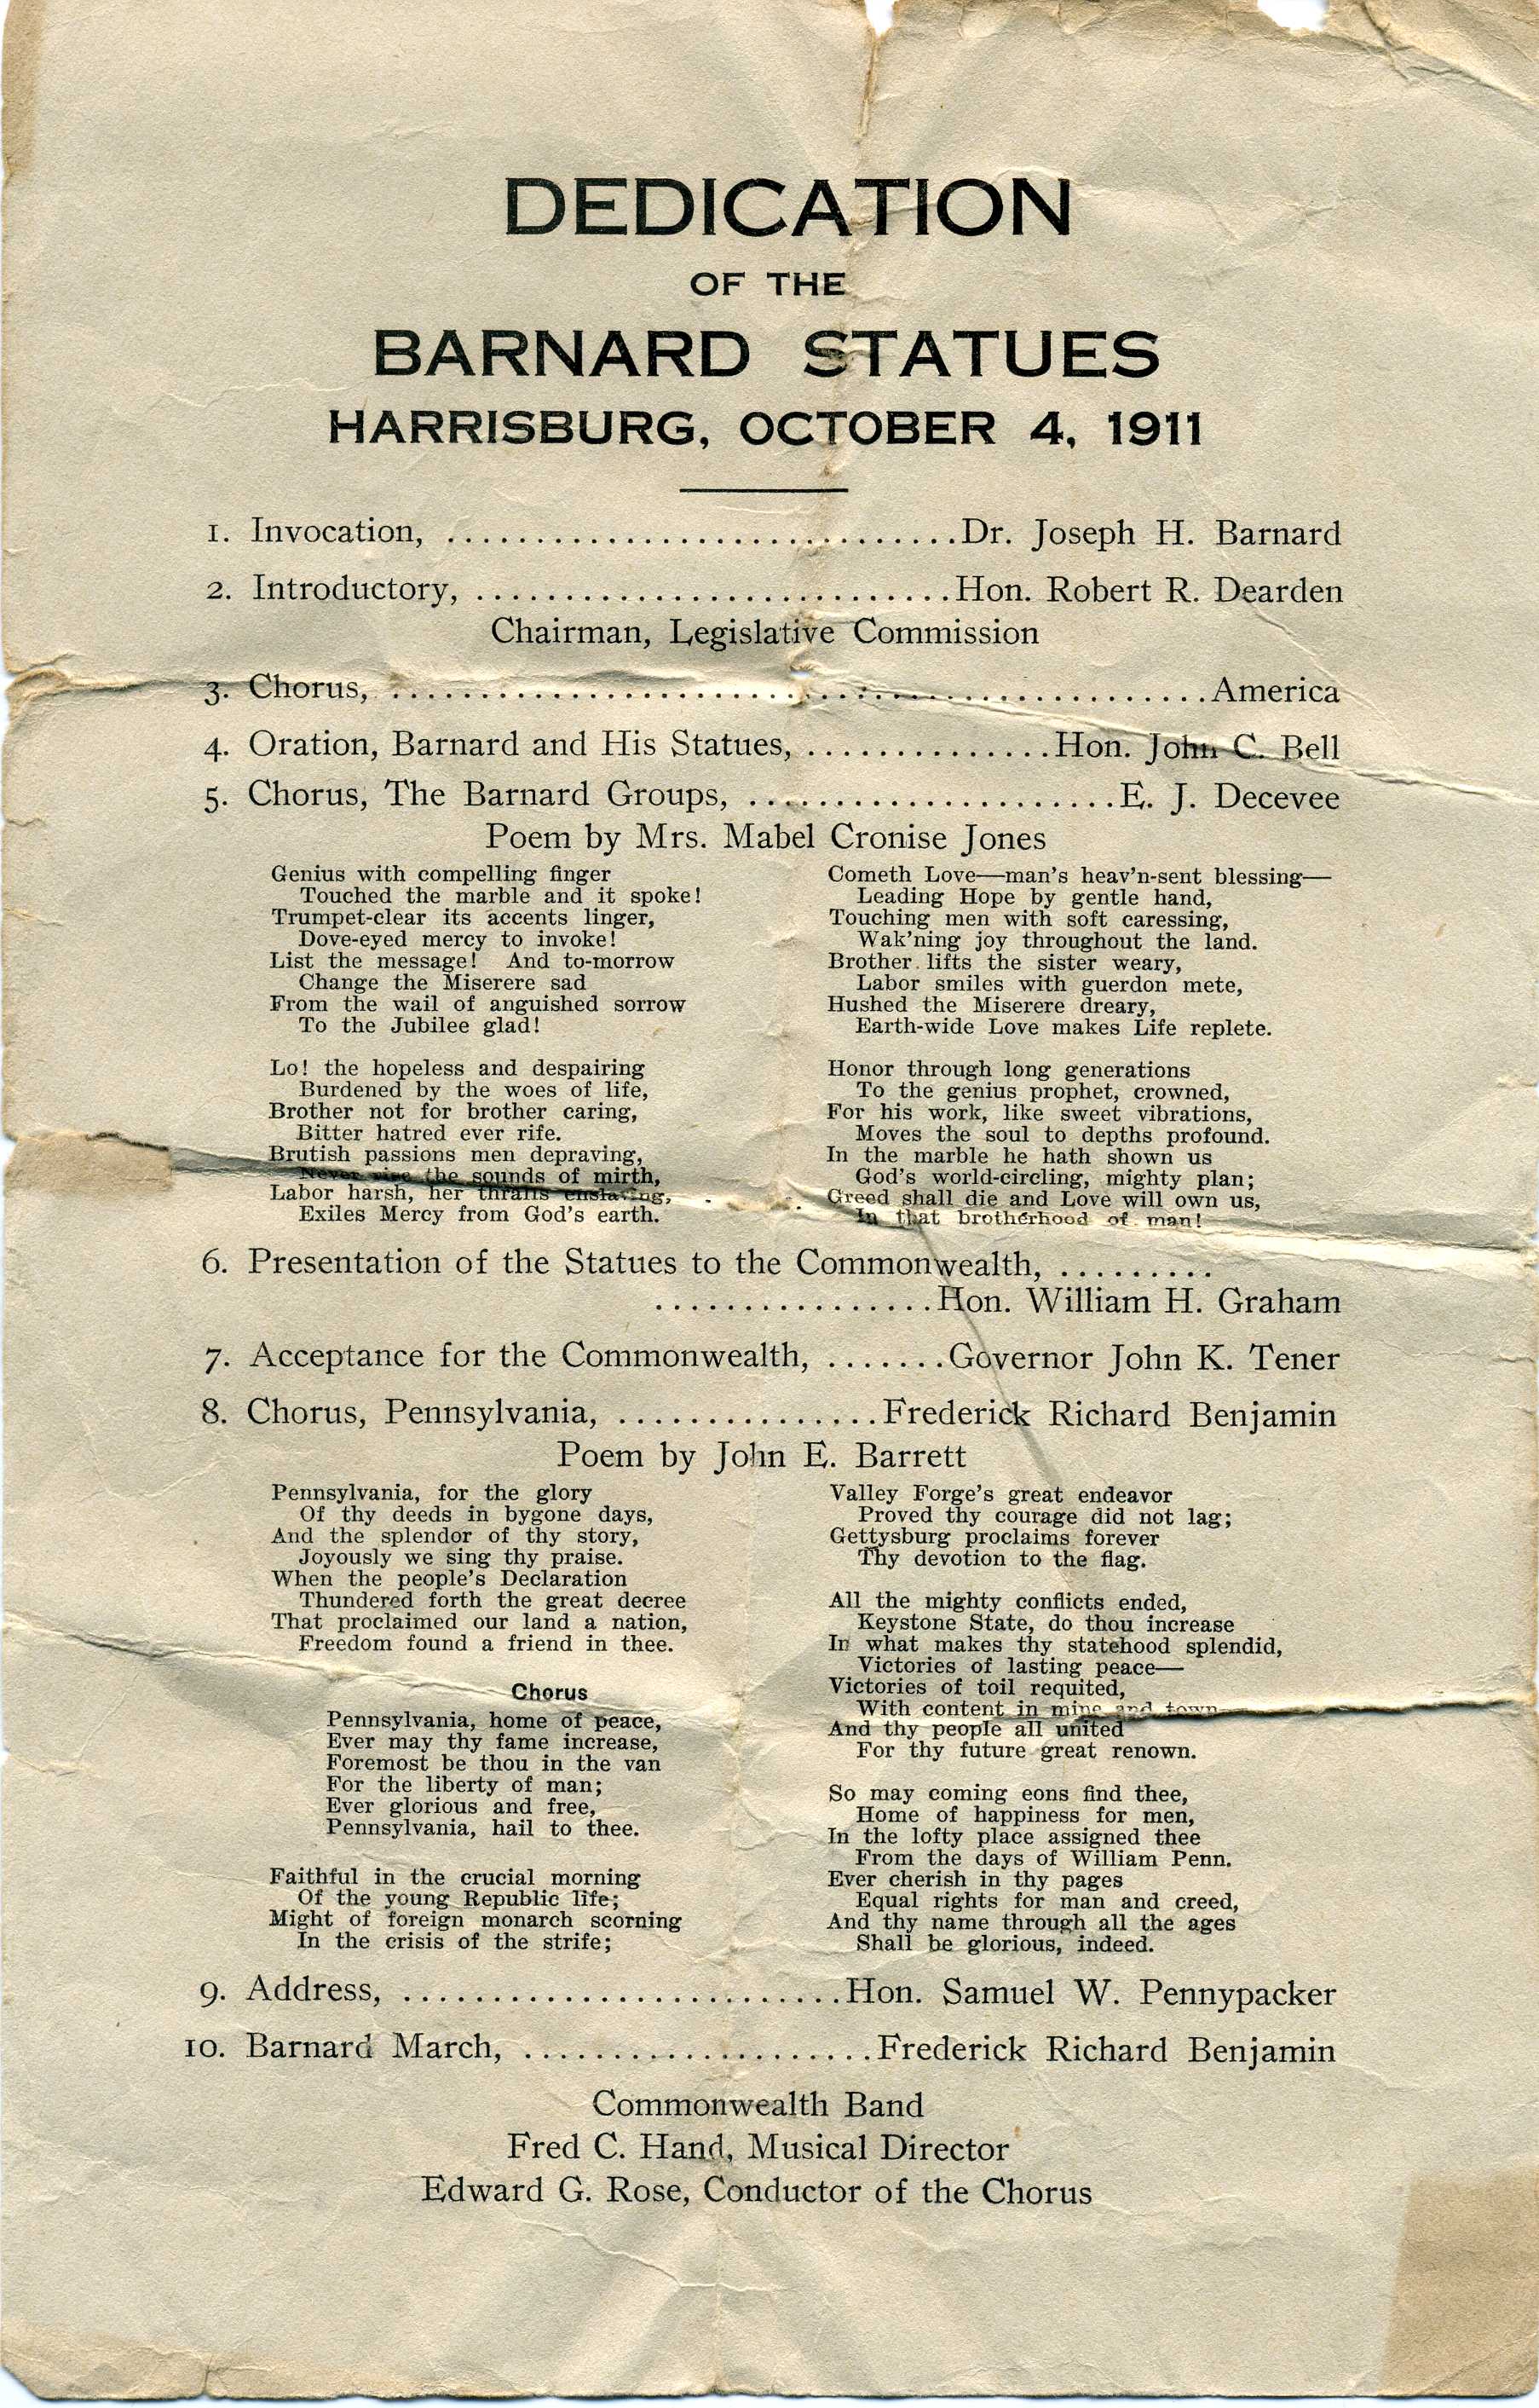 DEDICATION
OF THE
BARNARD STATUES
HARRISBURG, OCTOBER 4, 1911
1. Invocation, ..............................Dr. Joseph H. Barnard
2. Introductory, ...........................Hon. Robert R. Dearden
Chairman, Legislative Commission
3. Chorus, ................................................America
4. Oration, Barnard and His Statues, ..............Hon. John C. Bell
5. Chorus, The Barnard Groups, .....................E. J. Decevee
Poem by Mrs. Mabel Cronise Jones
Genius with compelling finger
Touched the marble and it spoke!
Trumpet-clear its accents linger,
Dove-eyed mercy to invoke!
List the message! And to-morrow
Change the Miserere sad
From the wail of anguished sorrow
To the Jubilee glad!
Lo! the hopeless and despairing
Burdened by the woes of life,
Brother not for brother caring,
Bitter hatred ever rife.
Brutish passions men depraving,
Never rise the sounds of mirth,
Labor harsh, her thralls enslaving,
Exiles Mercy from God's earth.
Cometh Love—man's heav'n-sent blessing—
Leading Hope by gentle hand,
Touching men with soft caressing,
Wak'ning joy throughout the land.
Brother lifts the sister weary,
Labor smiles with guerdon mete,
Hushed the Miserere dreary,
Earth-wide Love makes Life replete.
Honor through long generations
To the genius prophet, crowned,
For his work, like sweet vibrations,
Moves the soul to depths profound.
In the marble he hath shown us
God's world-circling, mighty plan;
Greed shall die and Love will own us,
In that brotherhood of man!
6. Presentation of the Statues to the Commonwealth, .........
................Hon. William H. Graham
7. Acceptance for the Commonwealth, .......Governor John K. Tener
8. Chorus, Pennsylvania, ...............Frederick Richard Benjamin
Poem by John E. Barrett
Pennsylvania, for the glory
Of thy deeds in bygone days,
And the splendor of thy story,
Joyously we sing thy praise.
When the people's Declaration
Thundered forth the great decree
That proclaimed our land a nation,
Freedom found a friend in thee.
Chorus
Pennsylvania, home of peace,
Ever may thy fame increase,
Foremost be thou in the van
For the liberty of man;
Ever glorious and free,
Pennsylvania, hail to thee.
Faithful in the crucial morning
Of the young Republic life;
Might of foreign monarch scorning
In the crisis of the strife;
Valley Forge's great endeavor
Proved thy courage did not lag;
Gettysburg proclaims forever
Thy devotion to the flag.
All the mighty conflicts ended,
Keystone State, do thou increase
In what makes thy statehood splendid,
Victories of lasting peace—
Victories of toil requited,
With content in mine and town
And thy people all united
For thy future great renown.
So may coming eons find thee,
Home of happiness for men,
In the lofty place assigned thee
From the days of William Penn.
Ever cherish in thy pages
Equal rights for man and creed,
And thy name through all the ages
Shall be glorious, indeed.
9. Address, .........................Hon. Samuel W. Pennypacker
10. Barnard March, ....................Frederick Richard Benjamin
Commonwealth Band
Fred C. Hand, Musical Director
Edward G. Rose, Conductor of the Chorus